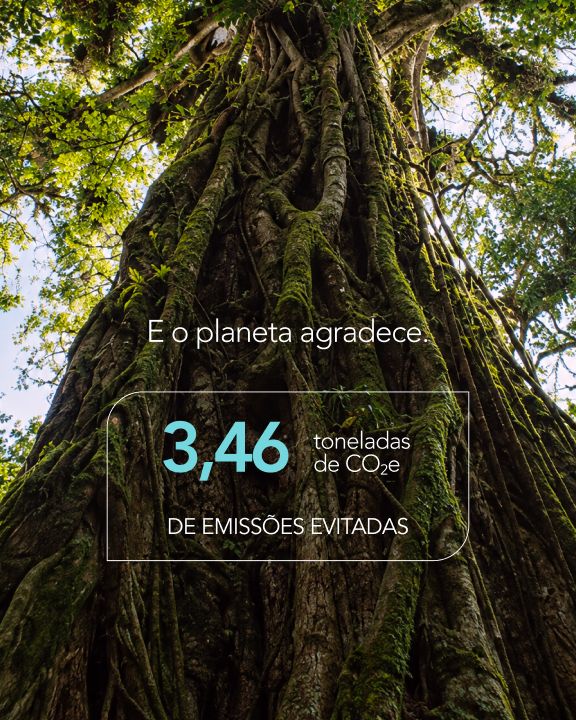 E o planeta agradece.
3,46 toneladas
de CO₂e
DE EMISSÕES EVITADAS